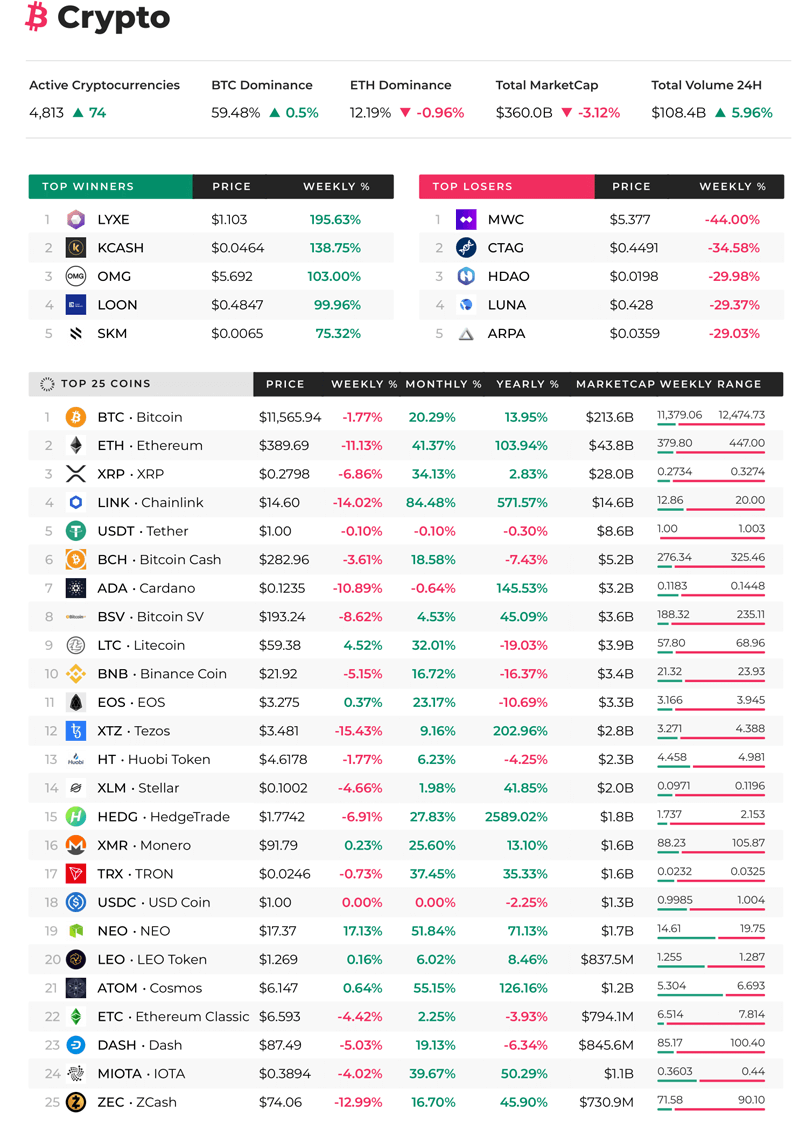 Crypto
Active Cryptocurrencies BTC Dominance ETH Dominance Total MarketCap Total Volume 24H
4,813 ▲ 74 59.48% ▲ 0.5% 12.19% ▼ -0.96% $360.0B ▼ -3.12% $108.4B ▲ 5.96%
TOP WINNERS PRICE WEEKLY %
1 LYXE $1.103 195.63%
2 KCASH $0.0464 138.75%
3 OMG OMG $5.692 103.00%
4 LOON $0.4847 99.96%
5 SKM $0.0065 75.32%
TOP LOSERS PRICE WEEKLY %
1 MWC $5.377 -44.00%
2 CTAG $0.4491 -34.58%
3 HDAO $0.0198 -29.98%
4 LUNA $0.428 -29.37%
5 ARPA $0.0359 -29.03%
TOP 25 COINS PRICE WEEKLY % MONTHLY % YEARLY % MARKETCAP WEEKLY RANGE
1 BTC · Bitcoin $11,565.94 -1.77% 20.29% 13.95% $213.6B 11,379.06 12,474.73
2 ETH · Ethereum $389.69 -11.13% 41.37% 103.94% $43.8B 379.80 447.00
3 XRP · XRP $0.2798 -6.86% 34.13% 2.83% $28.0B 0.2734 0.3274
4 LINK · Chainlink $14.60 -14.02% 84.48% 571.57% $14.6B 12.86 20.00
5 USDT · Tether $1.00 -0.10% -0.10% -0.30% $8.6B 1.00 1.003
6 BCH · Bitcoin Cash $282.96 -3.61% 18.58% -7.43% $5.2B 276.34 325.46
7 ADA · Cardano $0.1235 -10.89% -0.64% 145.53% $3.2B 0.1183 0.1448
8 BSV · Bitcoin SV $193.24 -8.62% 4.53% 45.09% $3.6B 188.32 235.11
9 LTC · Litecoin $59.38 4.52% 32.01% -19.03% $3.9B 57.80 68.96
10 BNB · Binance Coin $21.92 -5.15% 16.72% -16.37% $3.4B 21.32 23.93
11 EOS · EOS $3.275 0.37% 23.17% -10.69% $3.3B 3.166 3.945
12 XTZ · Tezos $3.481 -15.43% 9.16% 202.96% $2.8B 3.271 4.388
13 Huobi HT · Huobi Token $4.6178 -1.77% 6.23% -4.25% $2.3B 4.458 4.981
14 XLM · Stellar $0.1002 -4.66% 1.98% 41.85% $2.0B 0.0971 0.1196
15 HEDG · HedgeTrade $1.7742 -6.91% 27.83% 2589.02% $1.8B 1.737 2.153
16 XMR · Monero $91.79 0.23% 25.60% 13.10% $1.6B 88.23 105.87
17 TRX · TRON $0.0246 -0.73% 37.45% 35.33% $1.6B 0.0232 0.0325
18 USDC · USD Coin $1.00 0.00% 0.00% -2.25% $1.3B 0.9985 1.004
19 NEO · NEO $17.37 17.13% 51.84% 71.13% $1.7B 14.61 19.75
20 LEO · LEO Token $1.269 0.16% 6.02% 8.46% $837.5M 1.255 1.287
21 ATOM · Cosmos $6.147 0.64% 55.15% 126.16% $1.2B 5.304 6.693
22 ETC · Ethereum Classic $6.593 -4.42% 2.25% -3.93% $794.1M 6.514 7.814
23 DASH · Dash $87.49 -5.03% 19.13% -6.34% $845.6M 85.17 100.40
24 MIOTA · IOTA $0.3894 -4.02% 39.67% 50.29% $1.1B 0.3603 0.44
25 ZEC · ZCash $74.06 -12.99% 16.70% 45.90% $730.9M 71.58 90.10